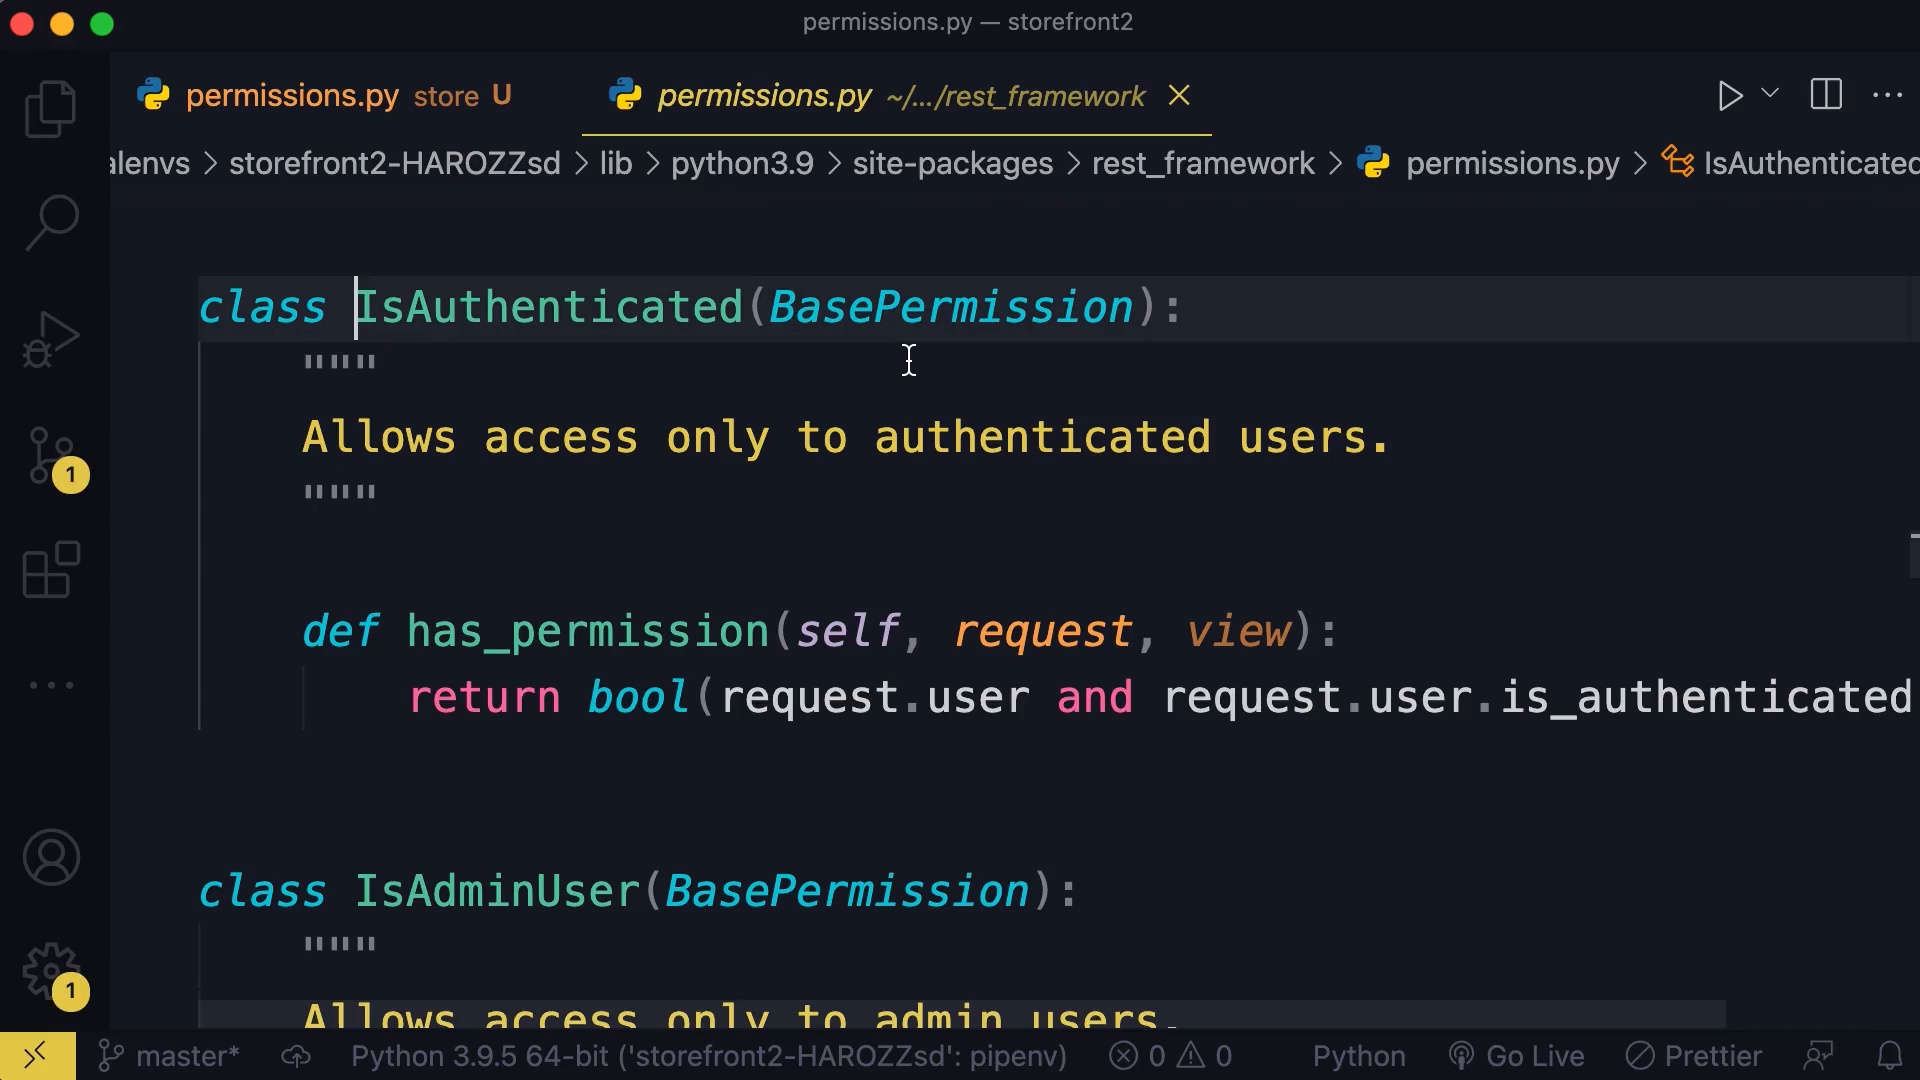 permissions.py — storefront2
permissions.py store U permissions.py ~/.../rest_framework
alenvs > storefront2-HAROZZsd > lib > python3.9 > site-packages > rest_framework > permissions.py > IsAuthenticated
class IsAuthenticated(BasePermission):
"""
Allows access only to authenticated users.
"""
def has_permission(self, request, view):
return bool(request.user and request.user.is_authenticated
class IsAdminUser(BasePermission):
"""
Allows access only to admin users.
1
1
master* Python 3.9.5 64-bit ('storefront2-HAROZZsd': pipenv) 0 0 Python Go Live Prettier